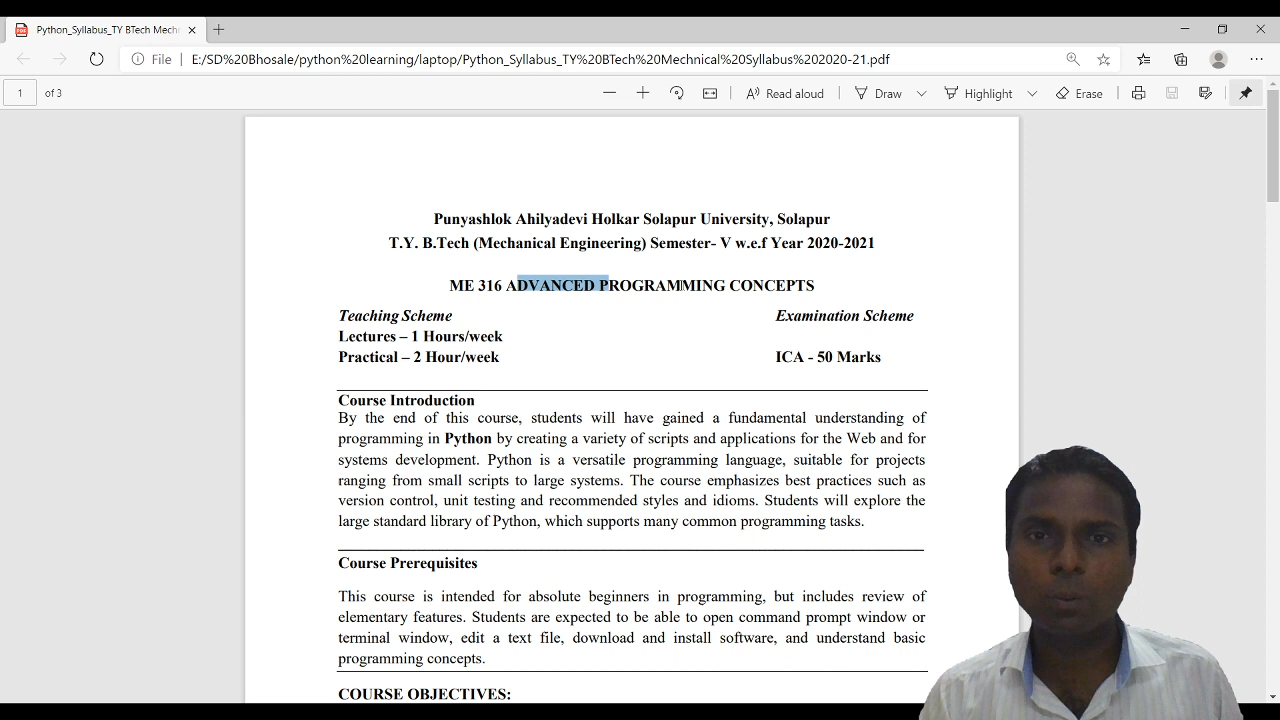 Python_Syllabus_TY BTech Mech
File
E:/SD%20Bhosale/python%20learning/laptop/Python_Syllabus_TY%20BTech%20Mechnical%20Syllabus%202020-21.pdf
1 of 3
Read aloud
Draw
Highlight
Erase
Punyashlok Ahilyadevi Holkar Solapur University, Solapur
T.Y. B.Tech (Mechanical Engineering) Semester- V w.e.f Year 2020-2021
ME 316 ADVANCED PROGRAMMING CONCEPTS
Teaching Scheme Examination Scheme
Lectures – 1 Hours/week
Practical – 2 Hour/week ICA - 50 Marks
Course Introduction
By the end of this course, students will have gained a fundamental understanding of
programming in Python by creating a variety of scripts and applications for the Web and for
systems development. Python is a versatile programming language, suitable for projects
ranging from small scripts to large systems. The course emphasizes best practices such as
version control, unit testing and recommended styles and idioms. Students will explore the
large standard library of Python, which supports many common programming tasks.
Course Prerequisites
This course is intended for absolute beginners in programming, but includes review of
elementary features. Students are expected to be able to open command prompt window or
terminal window, edit a text file, download and install software, and understand basic
programming concepts.
COURSE OBJECTIVES: